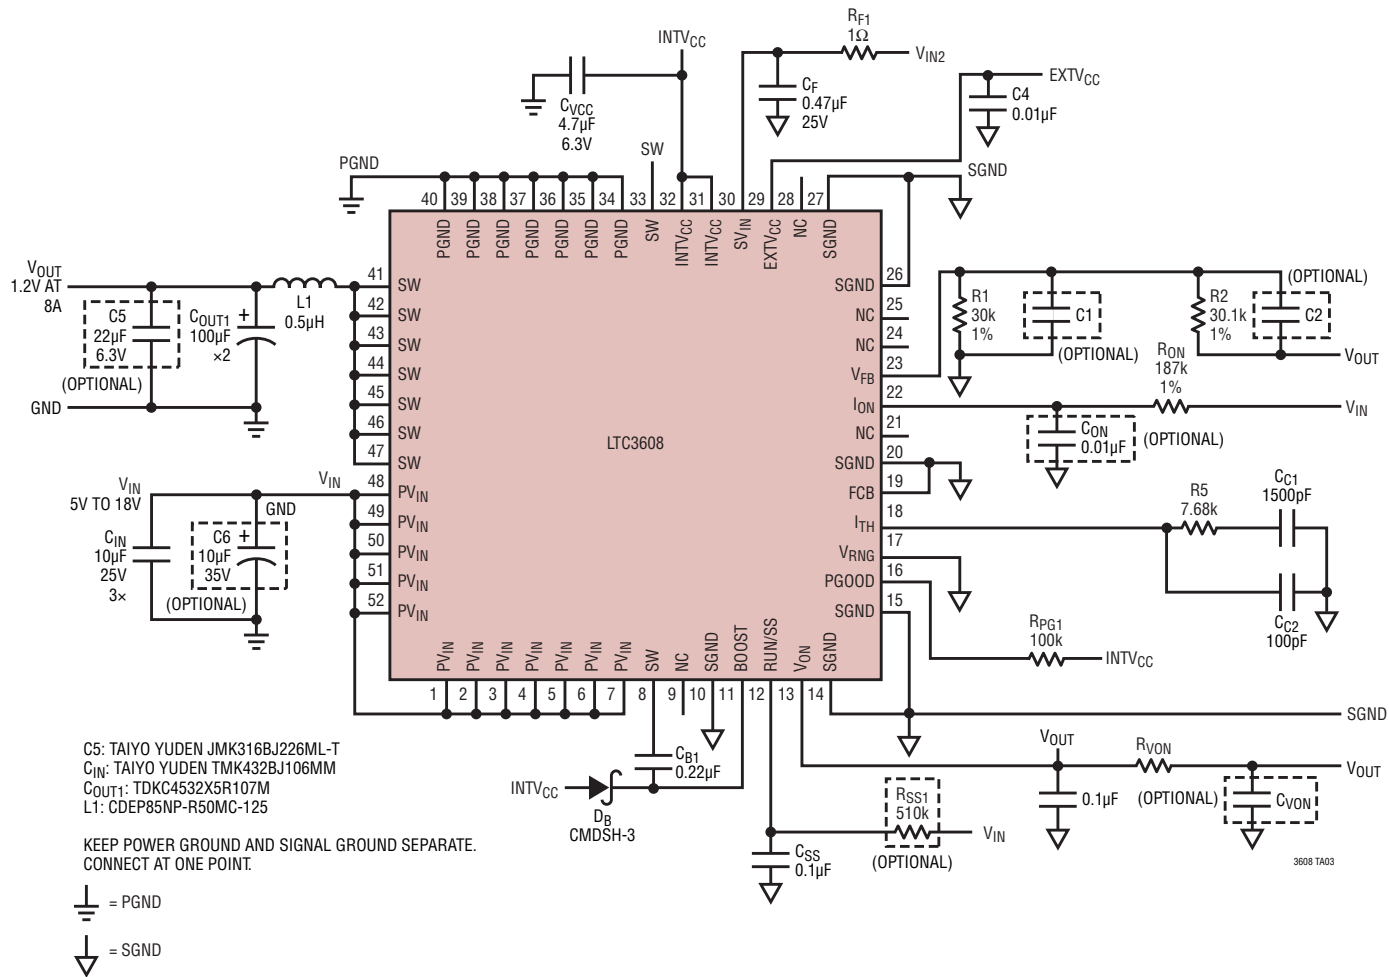 INTVCC
RF1
1Ω
VIN2
CVCC
4.7µF
6.3V
CF
0.47µF
25V
EXTVCC
C4
0.01µF
PGND
SW
SGND
40 39 38 37 36 35 34 33 32 31 30 29 28 27
PGND PGND PGND PGND PGND PGND PGND SW INTVCC INTVCC SVIN EXTVCC NC SGND
VOUT
1.2V AT
8A
C5
22µF
6.3V
(OPTIONAL)
COUT1
100µF
×2
+
L1
0.5µH
GND
41 SW
42 SW
43 SW
44 SW
45 SW
46 SW
47 SW
48 PVIN
49 PVIN
50 PVIN
51 PVIN
52 PVIN
LTC3608
SGND 26
NC 25
NC 24
VFB 23
ION 22
NC 21
SGND 20
FCB 19
ITH 18
VRNG 17
PGOOD 16
SGND 15
R1
30k
1%
C1
(OPTIONAL)
R2
30.1k
1%
(OPTIONAL)
C2
VOUT
RON
187k
1%
VIN
CON
0.01µF
(OPTIONAL)
R5
7.68k
CC1
1500pF
CC2
100pF
RPG1
100k
INTVCC
VIN
5V TO 18V
VIN
GND
CIN
10µF
25V
3×
C6
10µF
35V
+
(OPTIONAL)
PVIN PVIN PVIN PVIN PVIN PVIN PVIN SW NC SGND BOOST RUN/SS VON SGND
1 2 3 4 5 6 7 8 9 10 11 12 13 14
SGND
CB1
0.22µF
INTVCC
DB
CMDSH-3
VOUT
RVON
(OPTIONAL)
VOUT
0.1µF
CVON
RSS1
510k
(OPTIONAL)
VIN
CSS
0.1µF
C5: TAIYO YUDEN JMK316BJ226ML-T
CIN: TAIYO YUDEN TMK432BJ106MM
COUT1: TDKC4532X5R107M
L1: CDEP85NP-R50MC-125
KEEP POWER GROUND AND SIGNAL GROUND SEPARATE.
CONNECT AT ONE POINT.
= PGND
= SGND
3608 TA03